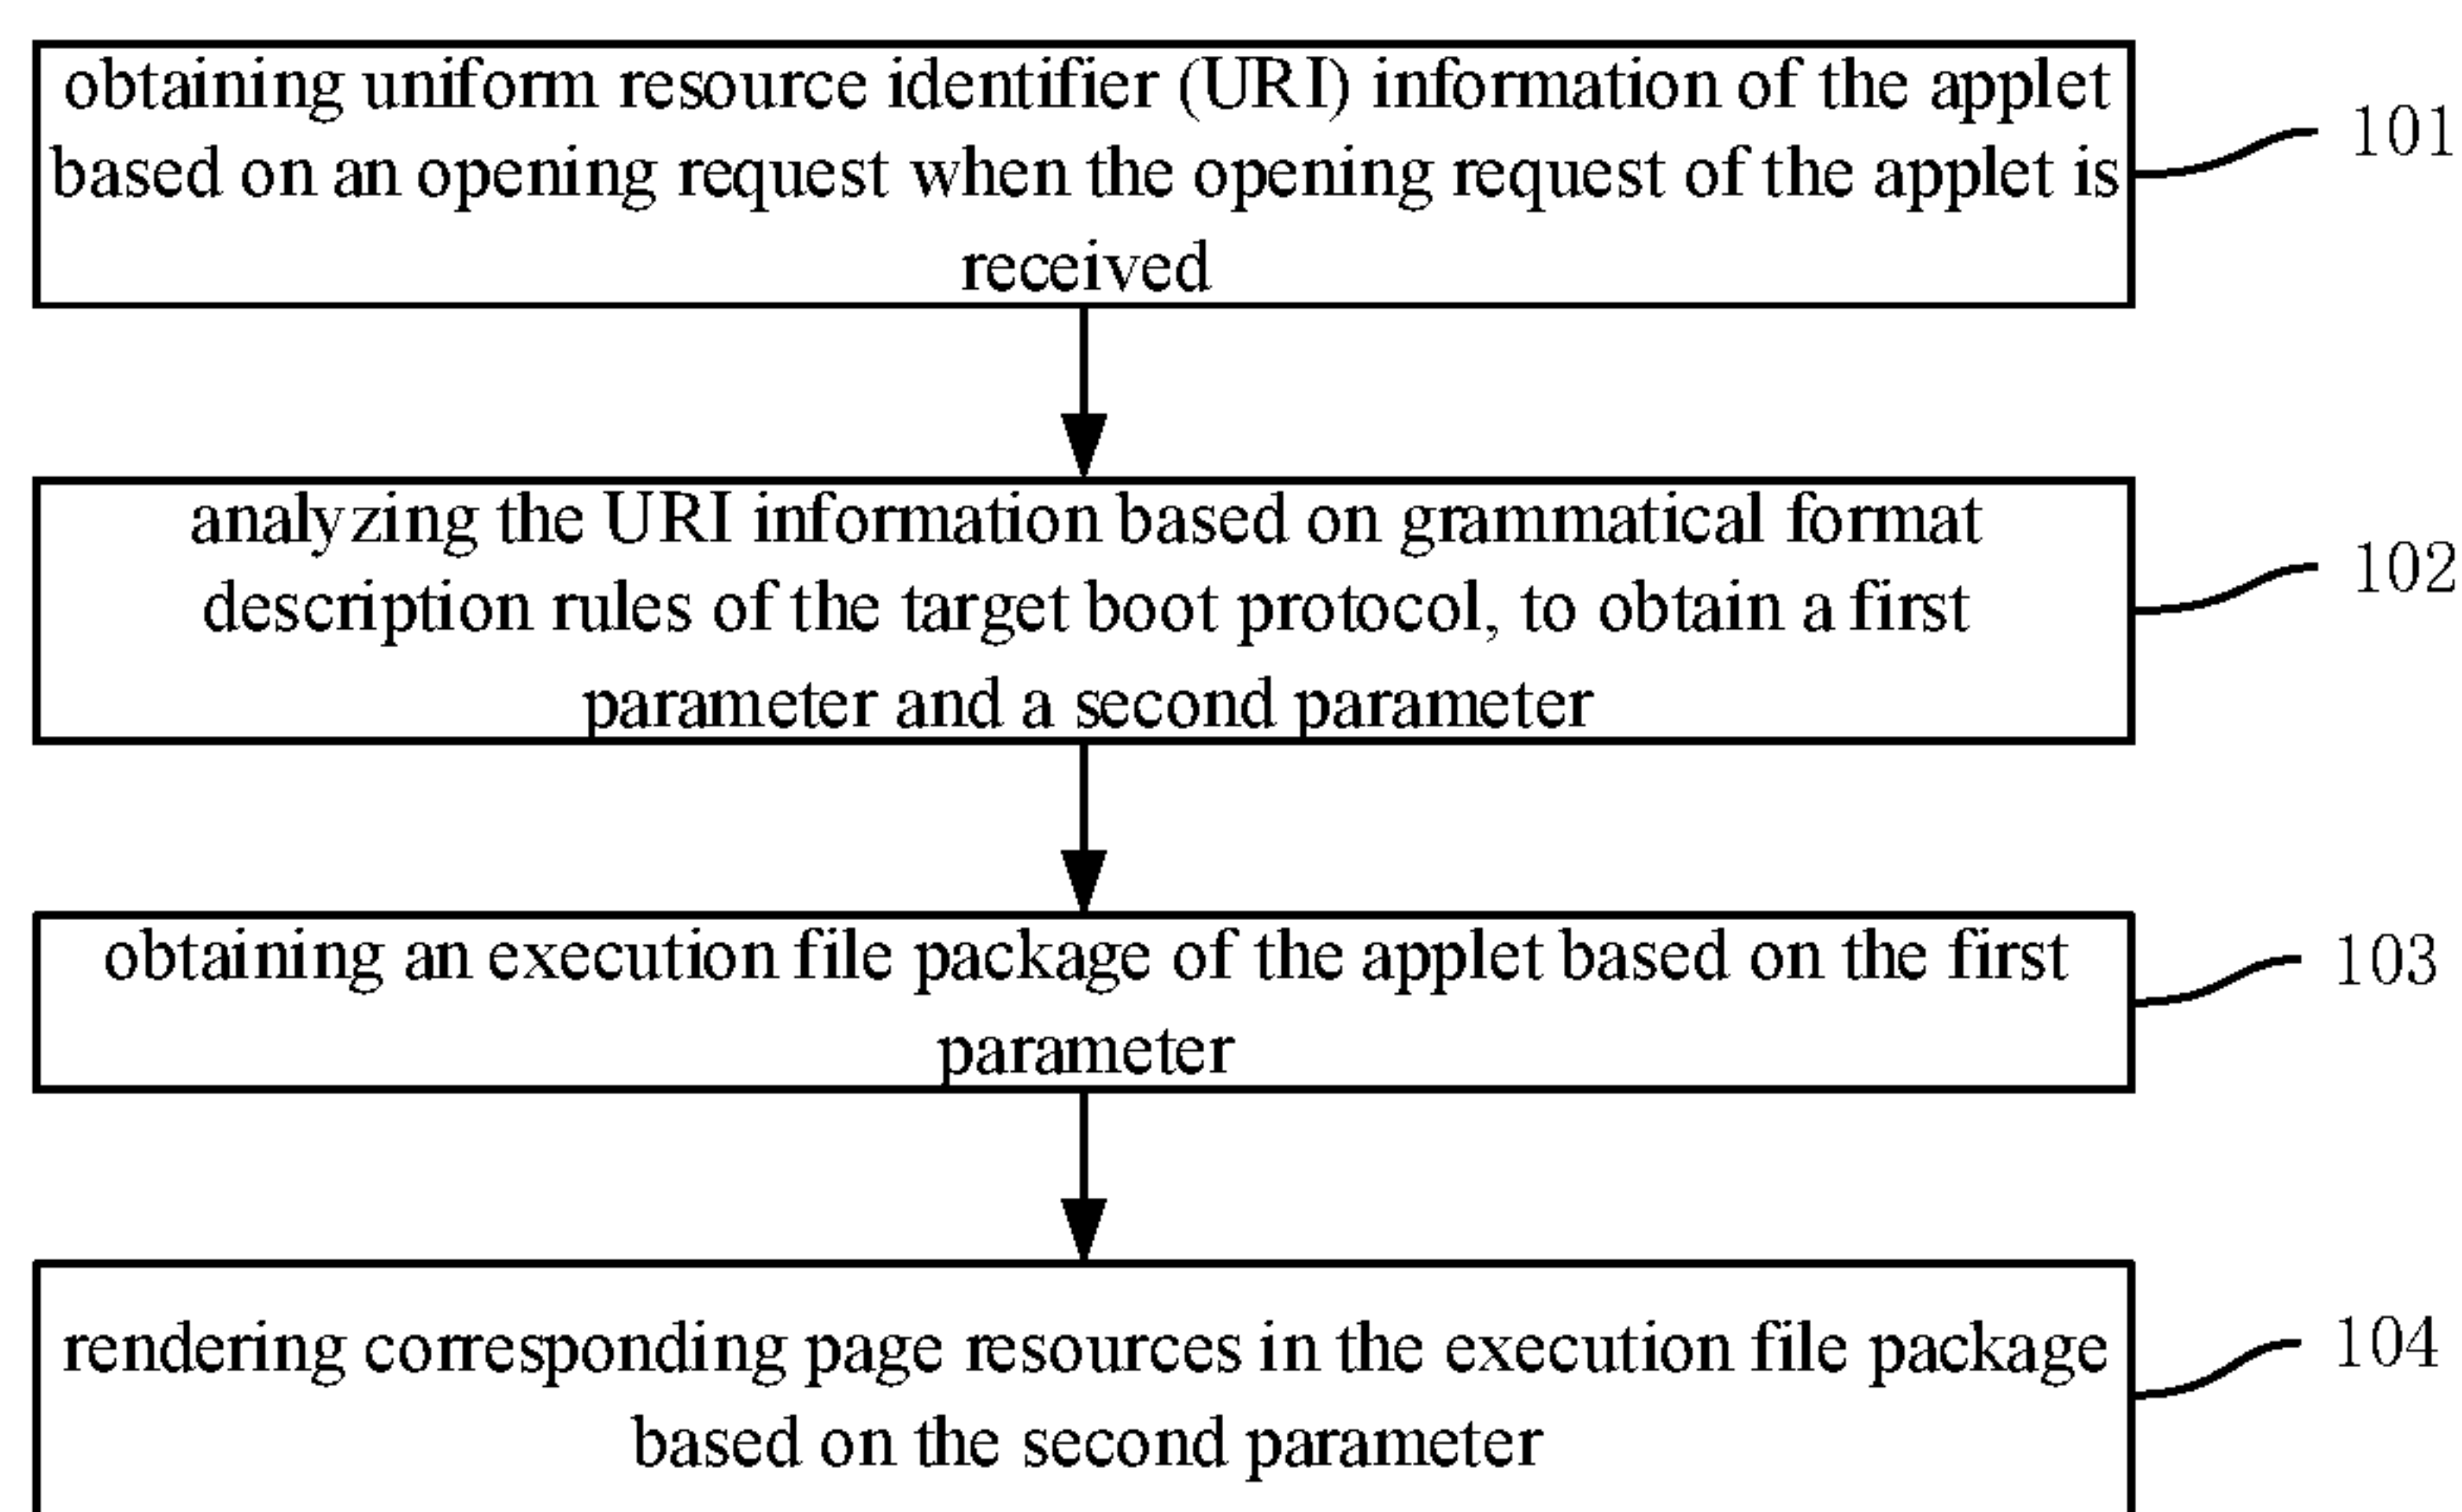 obtaining uniform resource identifier (URI) information of the applet
based on an opening request when the opening request of the applet is
received
101
analyzing the URI information based on grammatical format
description rules of the target boot protocol, to obtain a first
parameter and a second parameter
102
obtaining an execution file package of the applet based on the first
parameter
103
rendering corresponding page resources in the execution file package
based on the second parameter
104